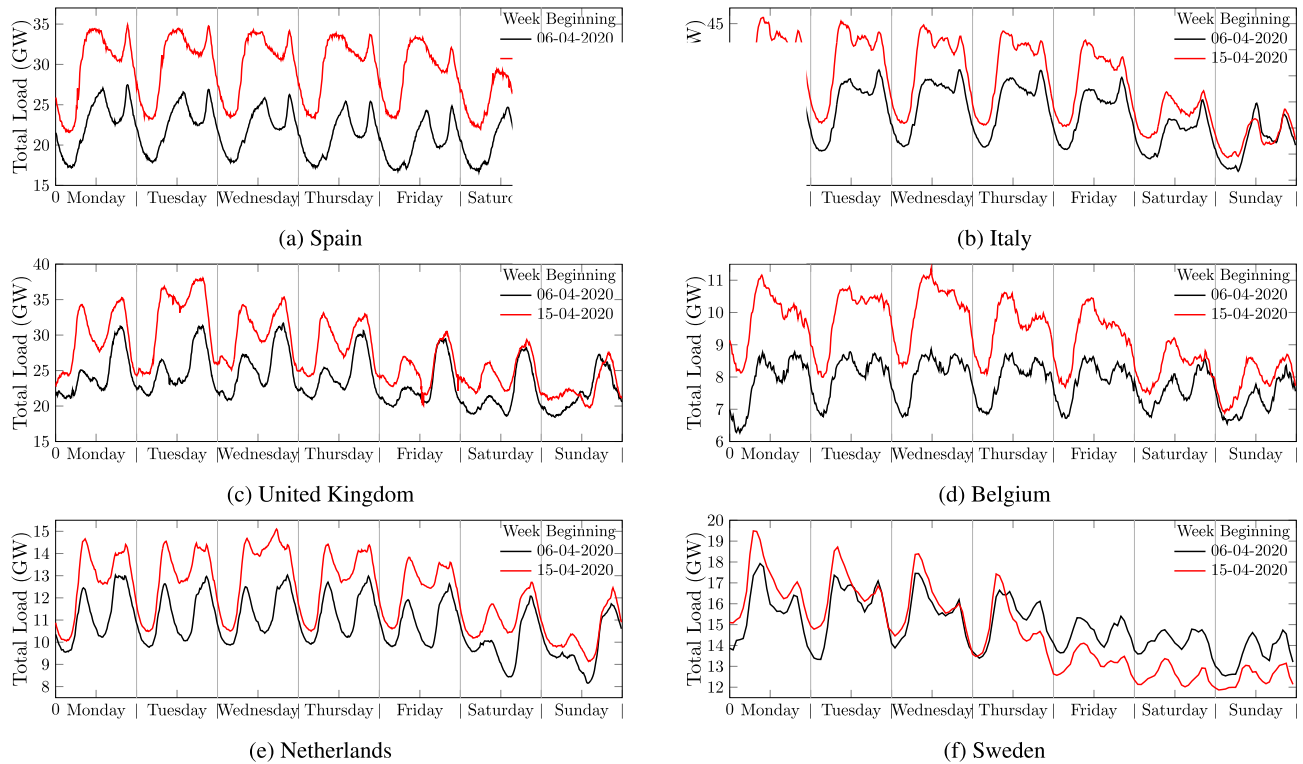 Total Load (GW)
35
30
25
20
15
Week Beginning
06-04-2020
0 Monday | Tuesday | Wednesday | Thursday | Friday |
(a) Spain
W)
45
Week Beginning
06-04-2020
15-04-2020
| Tuesday | Wednesday | Thursday | Friday | Saturday | Sunday |
(b) Italy
Total Load (GW)
40
35
30
25
20
15
Week Beginning
06-04-2020
15-04-2020
0 Monday | Tuesday | Wednesday | Thursday | Friday | Saturday | Sunday |
(c) United Kingdom
Total Load (GW)
11
10
9
8
7
6
Week Beginning
06-04-2020
15-04-2020
0 Monday | Tuesday | Wednesday | Thursday | Friday | Saturday | Sunday |
(d) Belgium
Total Load (GW)
15
14
13
12
11
10
9
8
Week Beginning
06-04-2020
15-04-2020
0 Monday | Tuesday | Wednesday | Thursday | Friday | Saturday | Sunday |
(e) Netherlands
Total Load (GW)
20
19
18
17
16
15
14
13
12
Week Beginning
06-04-2020
15-04-2020
0 Monday | Tuesday | Wednesday | Thursday | Friday | Saturday | Sunday |
(f) Sweden